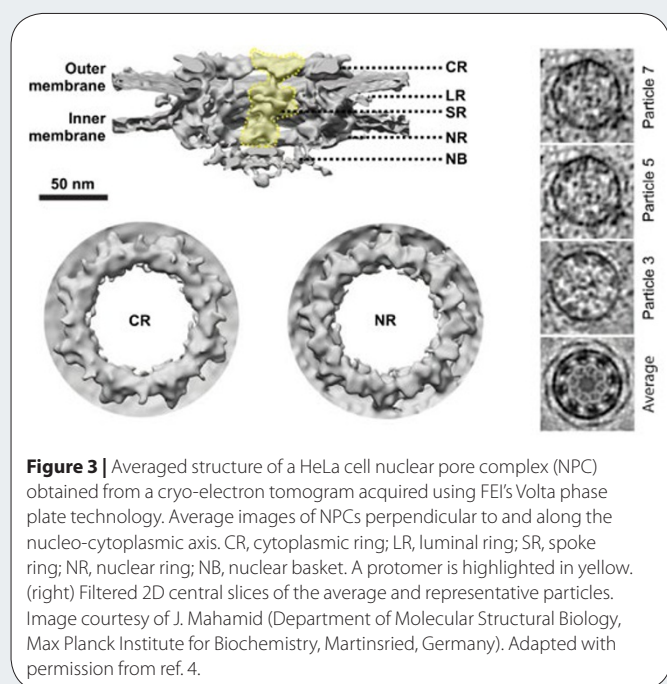 Outer
membrane
Inner
membrane
50 nm
CR
LR
SR
NR
NB
CR
NR
Particle 7
Particle 5
Particle 3
Average
Figure 3 | Averaged structure of a HeLa cell nuclear pore complex (NPC)
obtained from a cryo-electron tomogram acquired using FEI's Volta phase
plate technology. Average images of NPCs perpendicular to and along the
nucleo-cytoplasmic axis. CR, cytoplasmic ring; LR, luminal ring; SR, spoke
ring; NR, nuclear ring; NB, nuclear basket. A protomer is highlighted in yellow.
(right) Filtered 2D central slices of the average and representative particles.
Image courtesy of J. Mahamid (Department of Molecular Structural Biology,
Max Planck Institute for Biochemistry, Martinsried, Germany). Adapted with
permission from ref. 4.